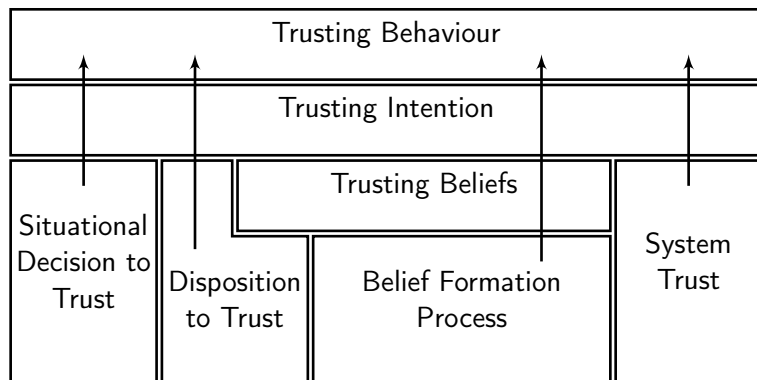 Trusting Behaviour
Trusting Intention
Trusting Beliefs
Situational
Decision to
Trust
Disposition
to Trust
Belief Formation
Process
System
Trust